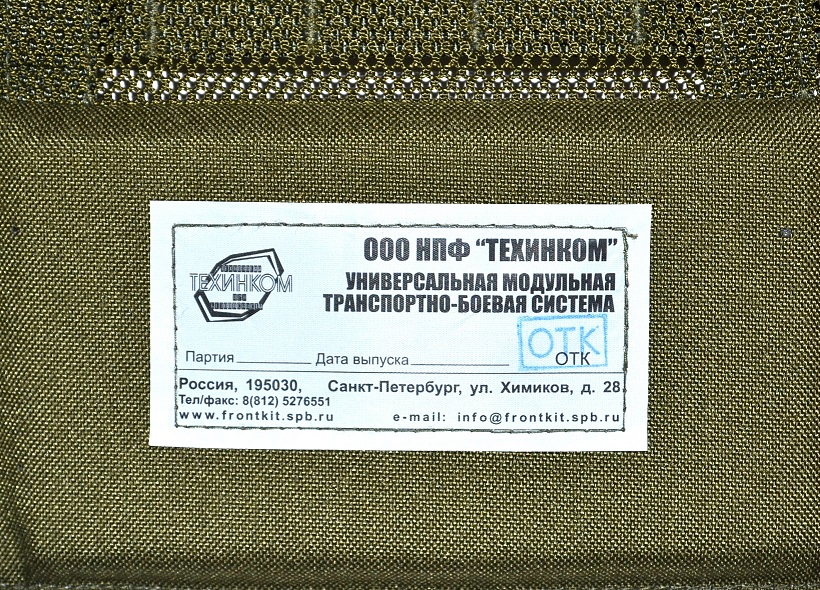 ООО НПФ “ТЕХИНКОМ”
ТЕХИНКОМ
УНИВЕРСАЛЬНАЯ МОДУЛЬНАЯ
ТРАНСПОРТНО-БОЕВАЯ СИСТЕМА
ОТК
Партия Дата выпуска ОТК
Россия, 195030, Санкт-Петербург, ул. Химиков, д. 28
Тел/факс: 8(812) 5276551
www.frontkit.spb.ru e-mail: info@frontkit.spb.ru